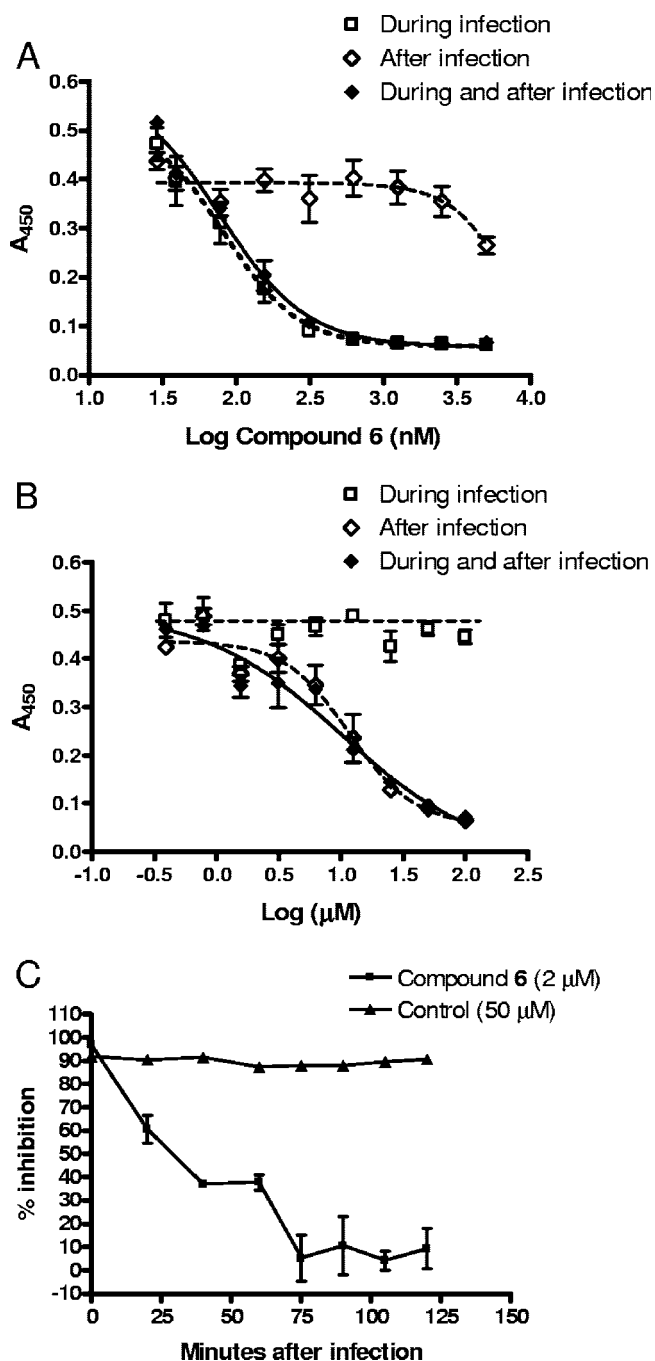 A
During infection
After infection
During and after infection
0.6
0.5
0.4
0.3
0.2
0.1
0.0
A450
1.0 1.5 2.0 2.5 3.0 3.5 4.0
Log Compound 6 (nM)
B
During infection
After infection
During and after infection
0.6
0.5
0.4
0.3
0.2
0.1
0.0
A450
-1.0 -0.5 0.0 0.5 1.0 1.5 2.0 2.5
Log (μM)
C
Compound 6 (2 μM)
Control (50 μM)
110
100
90
80
70
60
50
40
30
20
10
0
-10
% inhibition
0 25 50 75 100 125 150
Minutes after infection